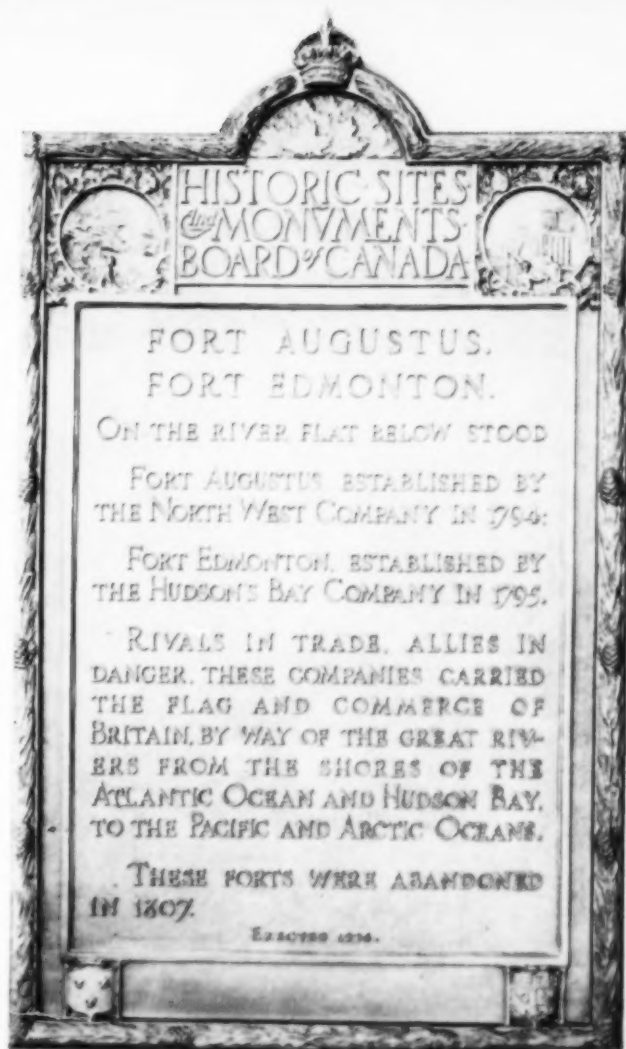 HISTORIC·SITES·
and MONVMENTS·
BOARD of CANADA
FORT AUGUSTUS.
FORT EDMONTON.
ON THE RIVER FLAT BELOW STOOD
FORT AUGUSTUS ESTABLISHED BY
THE NORTH WEST COMPANY IN 1794:
FORT EDMONTON, ESTABLISHED BY
THE HUDSON'S BAY COMPANY IN 1795.
RIVALS IN TRADE, ALLIES IN
DANGER, THESE COMPANIES CARRIED
THE FLAG AND COMMERCE OF
BRITAIN, BY WAY OF THE GREAT RIV-
ERS FROM THE SHORES OF THE
ATLANTIC OCEAN AND HUDSON BAY,
TO THE PACIFIC AND ARCTIC OCEANS.
THESE FORTS WERE ABANDONED
IN 1807.
ERECTED